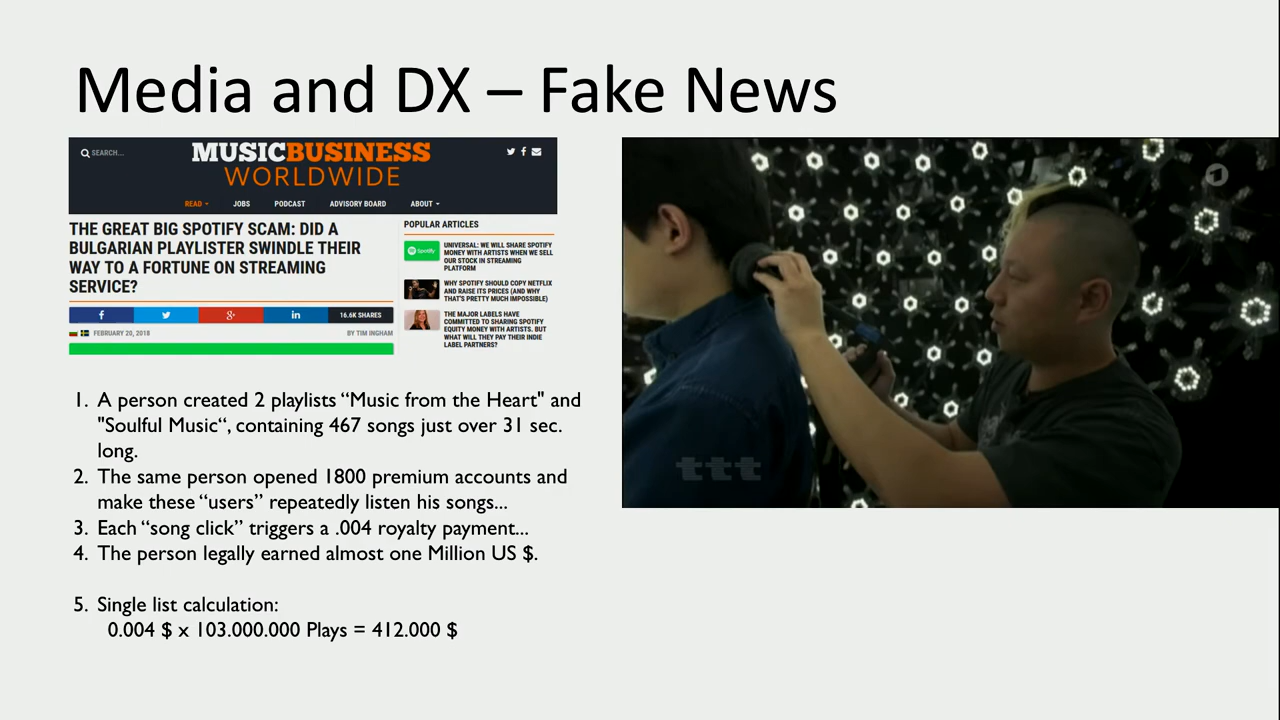 Media and DX – Fake News
SEARCH...
MUSICBUSINESS
WORLDWIDE
READ
JOBS
PODCAST
ADVISORY BOARD
ABOUT
THE GREAT BIG SPOTIFY SCAM: DID A
BULGARIAN PLAYLISTER SWINDLE THEIR
WAY TO A FORTUNE ON STREAMING
SERVICE?
16.6K SHARES
FEBRUARY 20, 2018
BY TIM INGHAM
POPULAR ARTICLES
Spotify
UNIVERSAL: WE WILL SHARE SPOTIFY
MONEY WITH ARTISTS WHEN WE SELL
OUR STOCK IN STREAMING
PLATFORM
WHY SPOTIFY SHOULD COPY NETFLIX
AND RAISE ITS PRICES (AND WHY
THAT'S PRETTY MUCH IMPOSSIBLE)
THE MAJOR LABELS HAVE
COMMITTED TO SHARING SPOTIFY
EQUITY MONEY WITH ARTISTS. BUT
WHAT WILL THEY PAY THEIR INDIE
LABEL PARTNERS?
1. A person created 2 playlists “Music from the Heart" and
"Soulful Music“, containing 467 songs just over 31 sec.
long.
2. The same person opened 1800 premium accounts and
make these “users” repeatedly listen his songs...
3. Each “song click” triggers a .004 royalty payment...
4. The person legally earned almost one Million US $.
5. Single list calculation:
0.004 $ x 103.000.000 Plays = 412.000 $
ttt
1